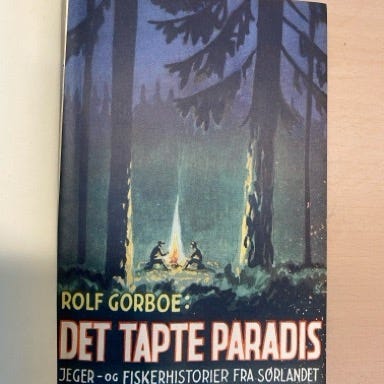 ROLF GORBOE:
DET TAPTE PARADIS
JEGER-OG FISKERHISTORIER FRA SØRLANDET